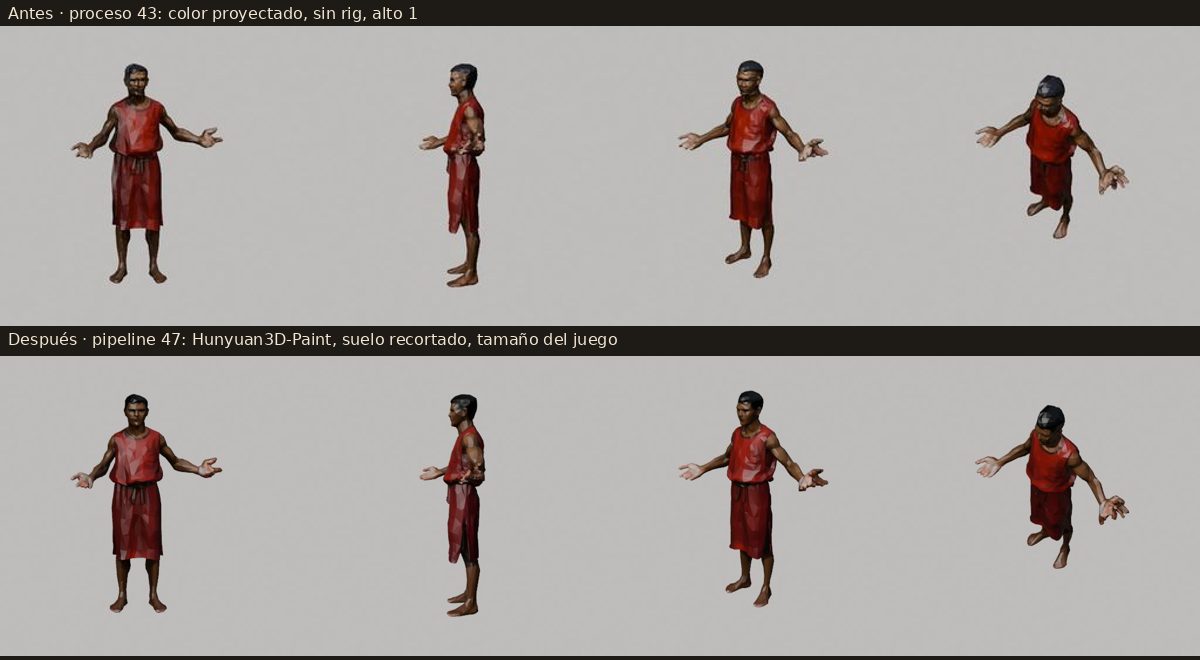 Antes · proceso 43: color proyectado, sin rig, alto 1
Después · pipeline 47: Hunyuan3D-Paint, suelo recortado, tamaño del juego